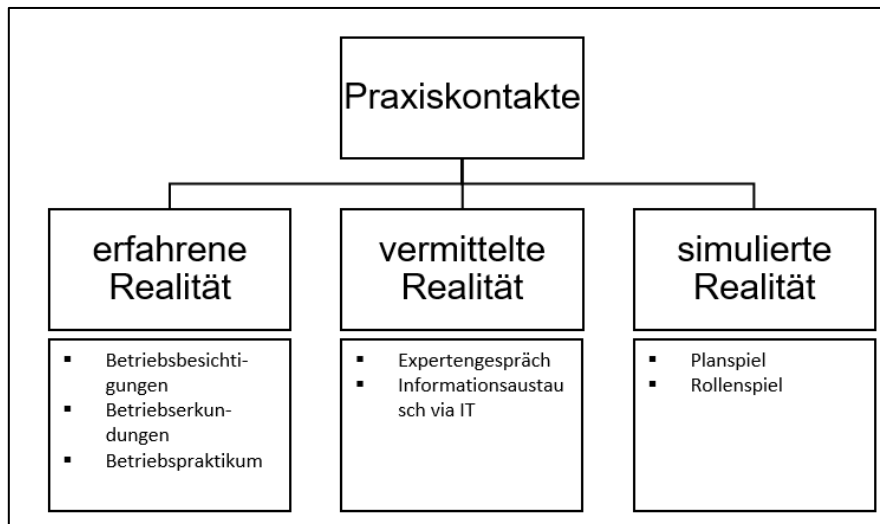 Praxiskontakte
erfahrene
Realität
vermittelte
Realität
simulierte
Realität
▪ Betriebsbesichti-
gungen
▪ Betriebserkun-
dungen
▪ Betriebspraktikum
▪ Expertengespräch
▪ Informationsaustau
sch via IT
▪ Planspiel
▪ Rollenspiel